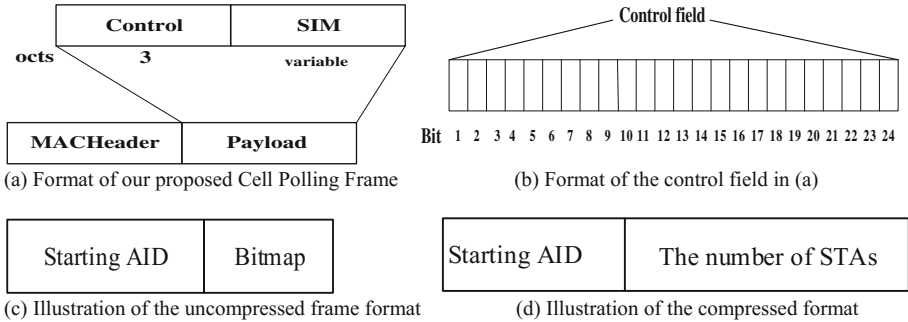 Control SIM
octs 3 variable
MACHeader Payload
(a) Format of our proposed Cell Polling Frame
Control field
Bit 1 2 3 4 5 6 7 8 9 10 11 12 13 14 15 16 17 18 19 20 21 22 23 24
(b) Format of the control field in (a)
Starting AID Bitmap
(c) Illustration of the uncompressed frame format
Starting AID The number of STAs
(d) Illustration of the compressed format